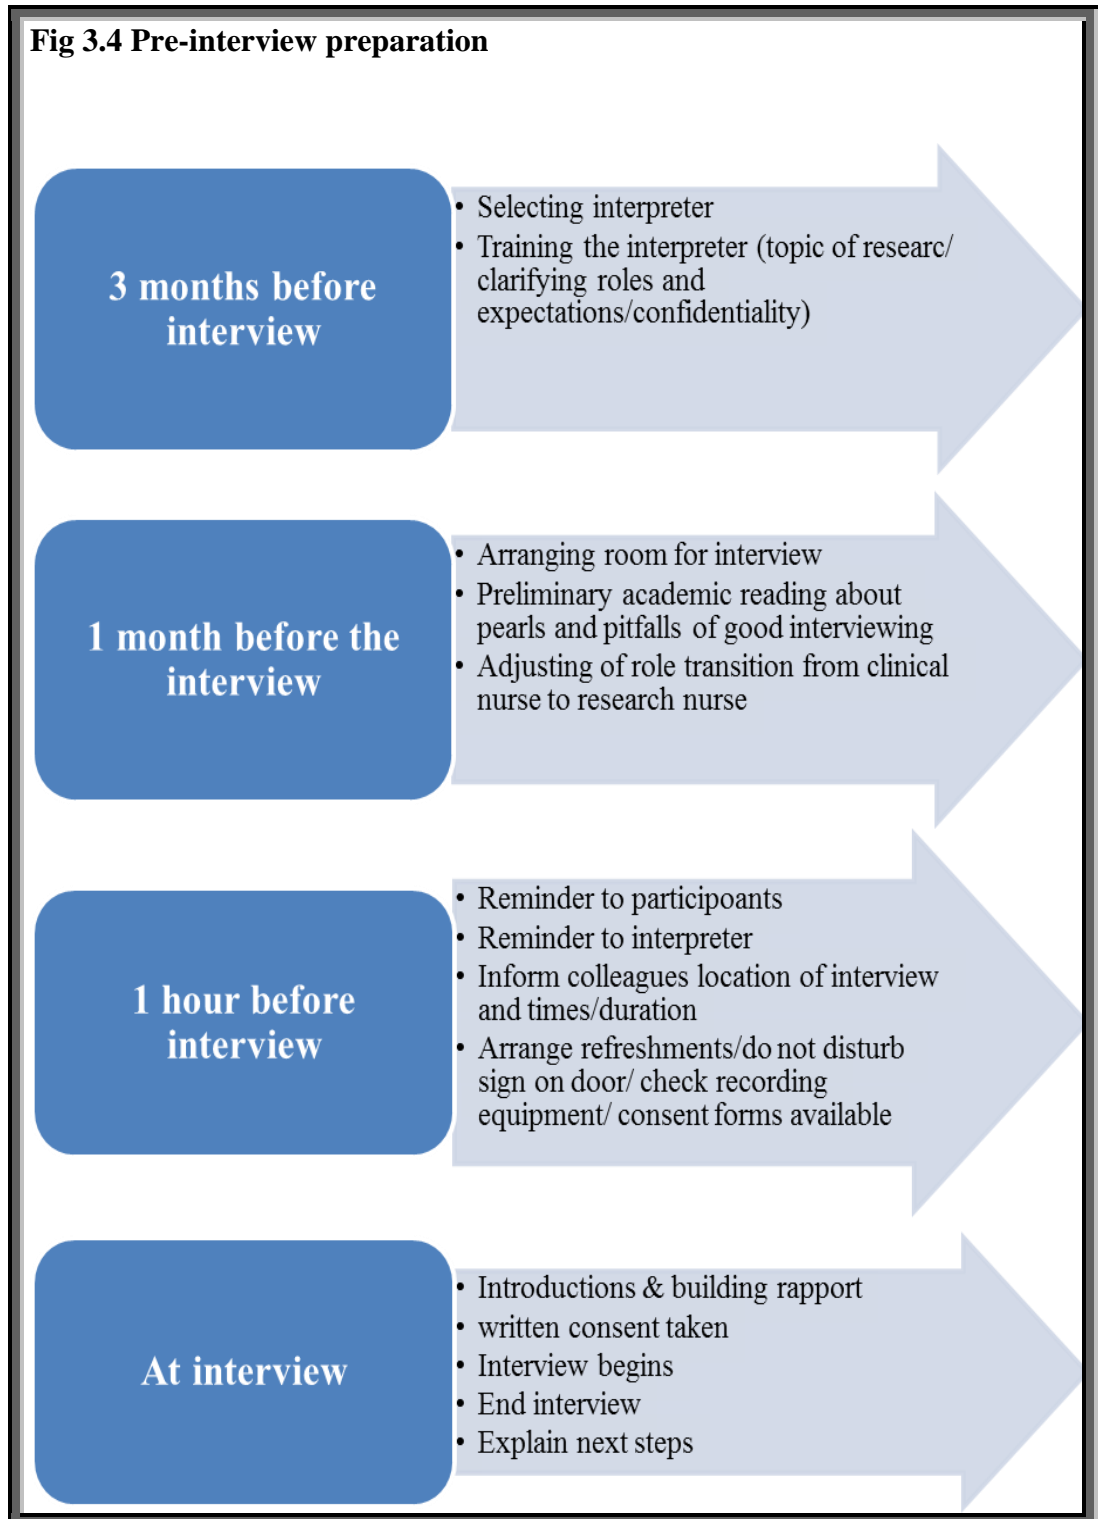 Fig 3.4 Pre-interview preparation
3 months before
interview
• Selecting interpreter
• Training the interpreter (topic of researc/
clarifying roles and
expectations/confidentiality)
1 month before the
interview
• Arranging room for interview
• Preliminary academic reading about
pearls and pitfalls of good interviewing
• Adjusting of role transition from clinical
nurse to research nurse
1 hour before
interview
• Reminder to participoants
• Reminder to interpreter
• Inform colleagues location of interview
and times/duration
• Arrange refreshments/do not disturb
sign on door/ check recording
equipment/ consent forms available
At interview
• Introductions & building rapport
• written consent taken
• Interview begins
• End interview
• Explain next steps